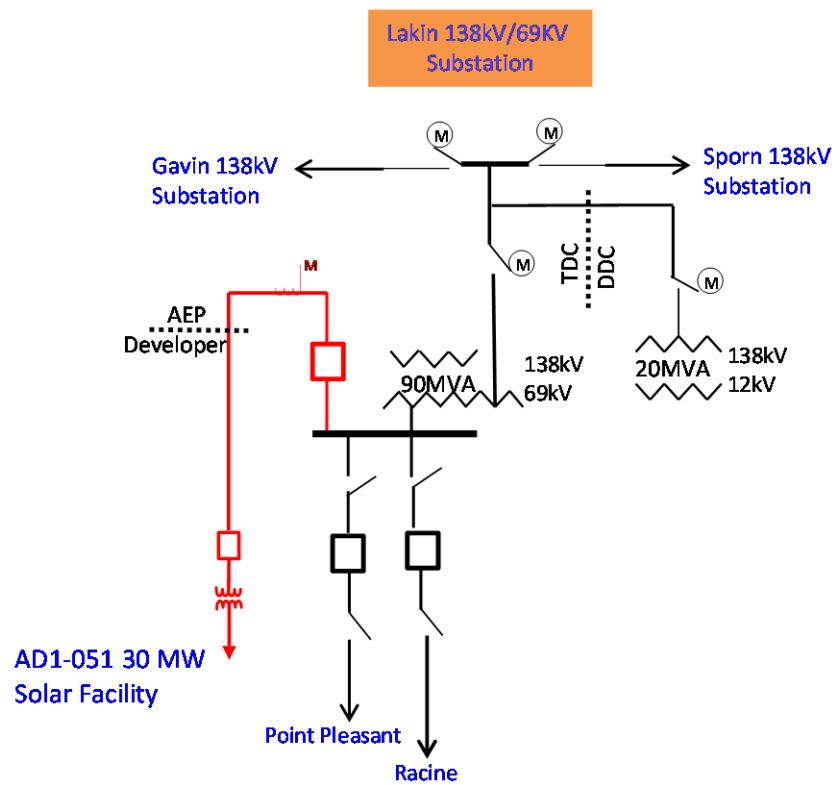 Lakin 138kV/69KV
Substation
M
M
Gavin 138kV
Substation
Sporn 138kV
Substation
M
TDC
DDC
M
M
AEP
Developer
138kV
90MVA
69kV
138kV
20MVA
12kV
AD1-051 30 MW
Solar Facility
Point Pleasant
Racine